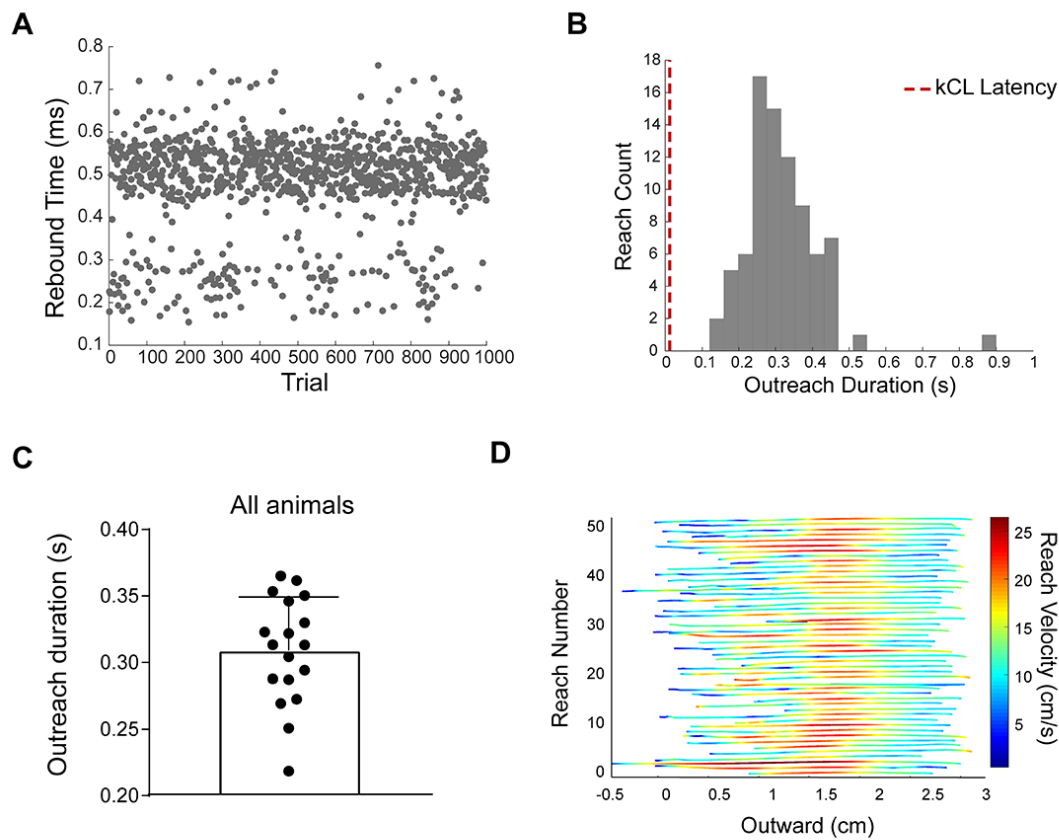 A
Rebound Time (ms)
0.8
0.7
0.6
0.5
0.4
0.3
0.2
0.1
0 100 200 300 400 500 600 700 800 900 1000
Trial
B
Reach Count
18
16
14
12
10
8
6
4
2
0
kCL Latency
0 0.1 0.2 0.3 0.4 0.5 0.6 0.7 0.8 0.9 1
Outreach Duration (s)
C
All animals
Outreach duration (s)
0.40
0.35
0.30
0.25
0.20
D
Reach Number
50
40
30
20
10
0
-0.5 0 0.5 1 1.5 2 2.5 3
Outward (cm)
25
20
15
10
5
Reach Velocity (cm/s)